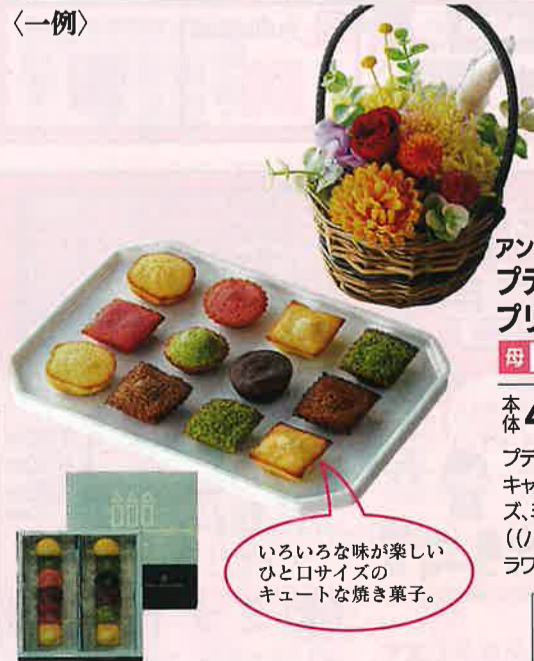 〈一例〉
アン
プテ
プリ
母
本体4
プテ
キャ
ズ、ミ
((ハ
ラワ
いろいろな味が楽しい
ひと口サイズの
キュートな焼き菓子。